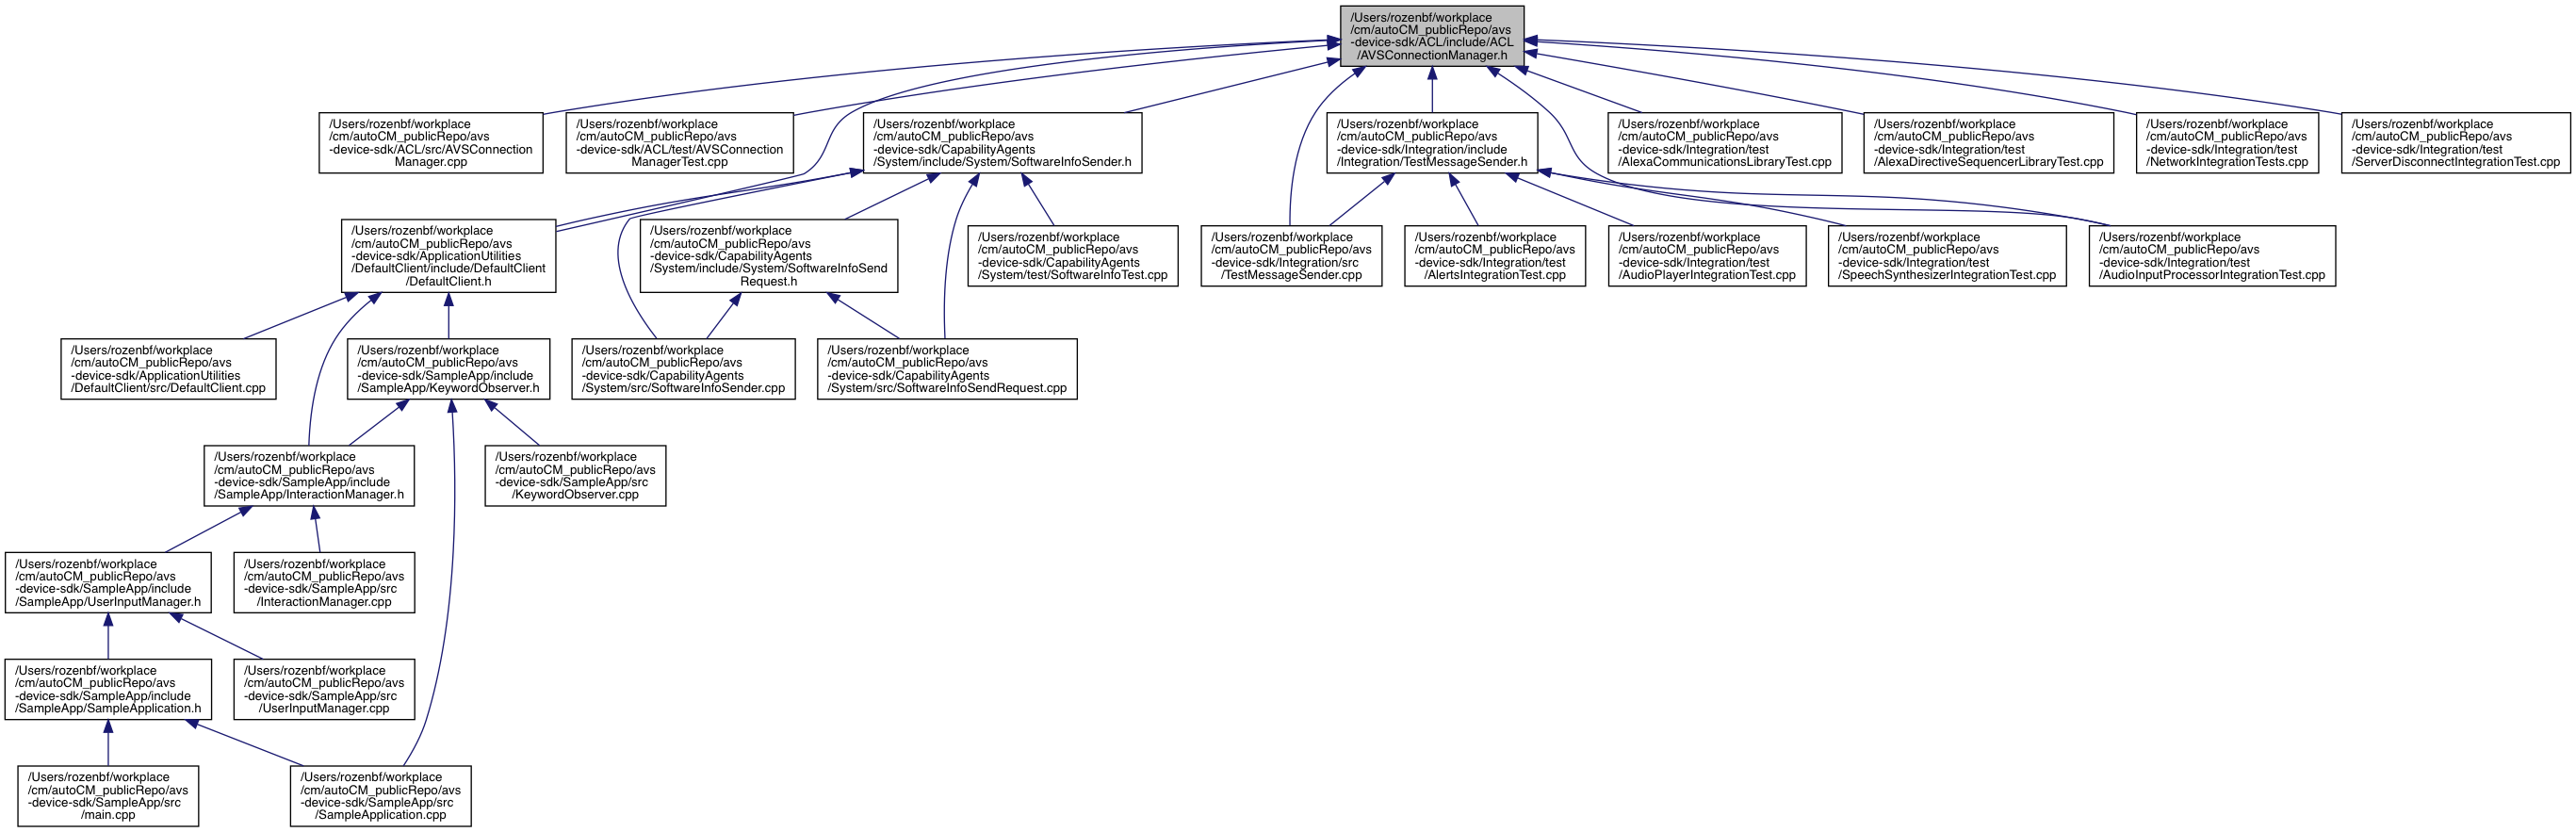 /Users/rozenbf/workplace
/cm/autoCM_publicRepo/avs
-device-sdk/ACL/include/ACL
/AVSConnectionManager.h
/Users/rozenbf/workplace
/cm/autoCM_publicRepo/avs
-device-sdk/ACL/src/AVSConnection
Manager.cpp
/Users/rozenbf/workplace
/cm/autoCM_publicRepo/avs
-device-sdk/ACL/test/AVSConnection
ManagerTest.cpp
/Users/rozenbf/workplace
/cm/autoCM_publicRepo/avs
-device-sdk/CapabilityAgents
/System/include/System/SoftwareInfoSender.h
/Users/rozenbf/workplace
/cm/autoCM_publicRepo/avs
-device-sdk/Integration/include
/Integration/TestMessageSender.h
/Users/rozenbf/workplace
/cm/autoCM_publicRepo/avs
-device-sdk/Integration/test
/AlexaCommunicationsLibraryTest.cpp
/Users/rozenbf/workplace
/cm/autoCM_publicRepo/avs
-device-sdk/Integration/test
/AlexaDirectiveSequencerLibraryTest.cpp
/Users/rozenbf/workplace
/cm/autoCM_publicRepo/avs
-device-sdk/Integration/test
/NetworkIntegrationTests.cpp
/Users/rozenbf/workplace
/cm/autoCM_publicRepo/avs
-device-sdk/Integration/test
/ServerDisconnectIntegrationTest.cpp
/Users/rozenbf/workplace
/cm/autoCM_publicRepo/avs
-device-sdk/ApplicationUtilities
/DefaultClient/include/DefaultClient
/DefaultClient.h
/Users/rozenbf/workplace
/cm/autoCM_publicRepo/avs
-device-sdk/CapabilityAgents
/System/include/System/SoftwareInfoSend
Request.h
/Users/rozenbf/workplace
/cm/autoCM_publicRepo/avs
-device-sdk/CapabilityAgents
/System/test/SoftwareInfoTest.cpp
/Users/rozenbf/workplace
/cm/autoCM_publicRepo/avs
-device-sdk/Integration/src
/TestMessageSender.cpp
/Users/rozenbf/workplace
/cm/autoCM_publicRepo/avs
-device-sdk/Integration/test
/AlertsIntegrationTest.cpp
/Users/rozenbf/workplace
/cm/autoCM_publicRepo/avs
-device-sdk/Integration/test
/AudioPlayerIntegrationTest.cpp
/Users/rozenbf/workplace
/cm/autoCM_publicRepo/avs
-device-sdk/Integration/test
/SpeechSynthesizerIntegrationTest.cpp
/Users/rozenbf/workplace
/cm/autoCM_publicRepo/avs
-device-sdk/Integration/test
/AudioInputProcessorIntegrationTest.cpp
/Users/rozenbf/workplace
/cm/autoCM_publicRepo/avs
-device-sdk/ApplicationUtilities
/DefaultClient/src/DefaultClient.cpp
/Users/rozenbf/workplace
/cm/autoCM_publicRepo/avs
-device-sdk/SampleApp/include
/SampleApp/KeywordObserver.h
/Users/rozenbf/workplace
/cm/autoCM_publicRepo/avs
-device-sdk/CapabilityAgents
/System/src/SoftwareInfoSender.cpp
/Users/rozenbf/workplace
/cm/autoCM_publicRepo/avs
-device-sdk/CapabilityAgents
/System/src/SoftwareInfoSendRequest.cpp
/Users/rozenbf/workplace
/cm/autoCM_publicRepo/avs
-device-sdk/SampleApp/include
/SampleApp/InteractionManager.h
/Users/rozenbf/workplace
/cm/autoCM_publicRepo/avs
-device-sdk/SampleApp/src
/KeywordObserver.cpp
/Users/rozenbf/workplace
/cm/autoCM_publicRepo/avs
-device-sdk/SampleApp/include
/SampleApp/UserInputManager.h
/Users/rozenbf/workplace
/cm/autoCM_publicRepo/avs
-device-sdk/SampleApp/src
/InteractionManager.cpp
/Users/rozenbf/workplace
/cm/autoCM_publicRepo/avs
-device-sdk/SampleApp/include
/SampleApp/SampleApplication.h
/Users/rozenbf/workplace
/cm/autoCM_publicRepo/avs
-device-sdk/SampleApp/src
/UserInputManager.cpp
/Users/rozenbf/workplace
/cm/autoCM_publicRepo/avs
-device-sdk/SampleApp/src
/main.cpp
/Users/rozenbf/workplace
/cm/autoCM_publicRepo/avs
-device-sdk/SampleApp/src
/SampleApplication.cpp